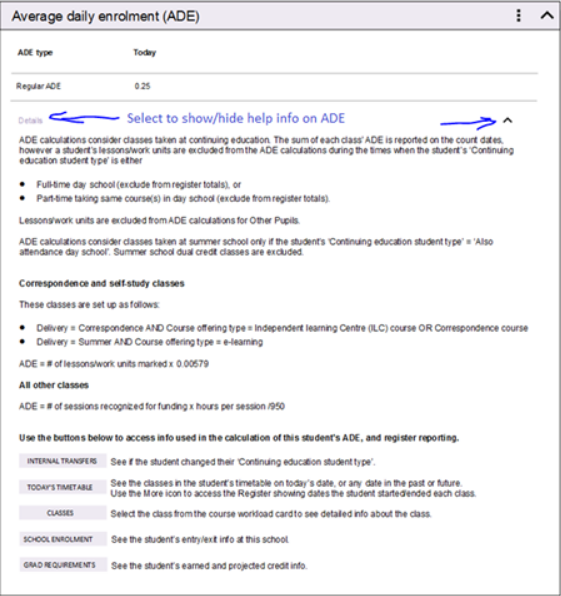 Average daily enrolment (ADE)
ADE type Today
Regular ADE 0.25
Details Select to show/hide help info on ADE
ADE calculations consider classes taken at continuing education. The sum of each class' ADE is reported on the count dates,
however a student's lessons/work units are excluded from the ADE calculations during the times when the student's 'Continuing
education student type' is either
• Full-time day school (exclude from register totals), or
• Part-time taking same course(s) in day school (exclude from register totals).
Lessons/work units are excluded from ADE calculations for Other Pupils.
ADE calculations consider classes taken at summer school only if the student's 'Continuing education student type' = 'Also
attendance day school'. Summer school dual credit classes are excluded.
Correspondence and self-study classes
These classes are set up as follows:
• Delivery = Correspondence AND Course offering type = Independent learning Centre (ILC) course OR Correspondence course
• Delivery = Summer AND Course offering type = e-learning
ADE = # of lessons/work units marked x 0.00579
All other classes
ADE = # of sessions recognized for funding x hours per session /950
Use the buttons below to access info used in the calculation of this student's ADE, and register reporting.
INTERNAL TRANSFERS See if the student changed their 'Continuing education student type'.
TODAY'S TIMETABLE See the classes in the student's timetable on today's date, or any date in the past or future.
Use the More icon to access the Register showing dates the student started/ended each class.
CLASSES Select the class from the course workload card to see detailed info about the class.
SCHOOL ENROLMENT See the student's entry/exit info at this school.
GRAD REQUIREMENTS See the student's earned and projected credit info.